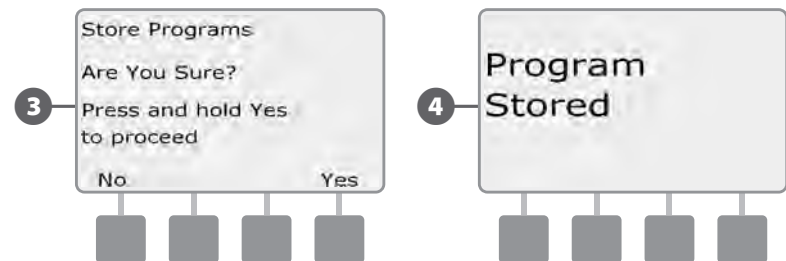 Store Programs
Are You Sure?
3
Press and hold Yes
to proceed
No Yes
4
Program
Stored